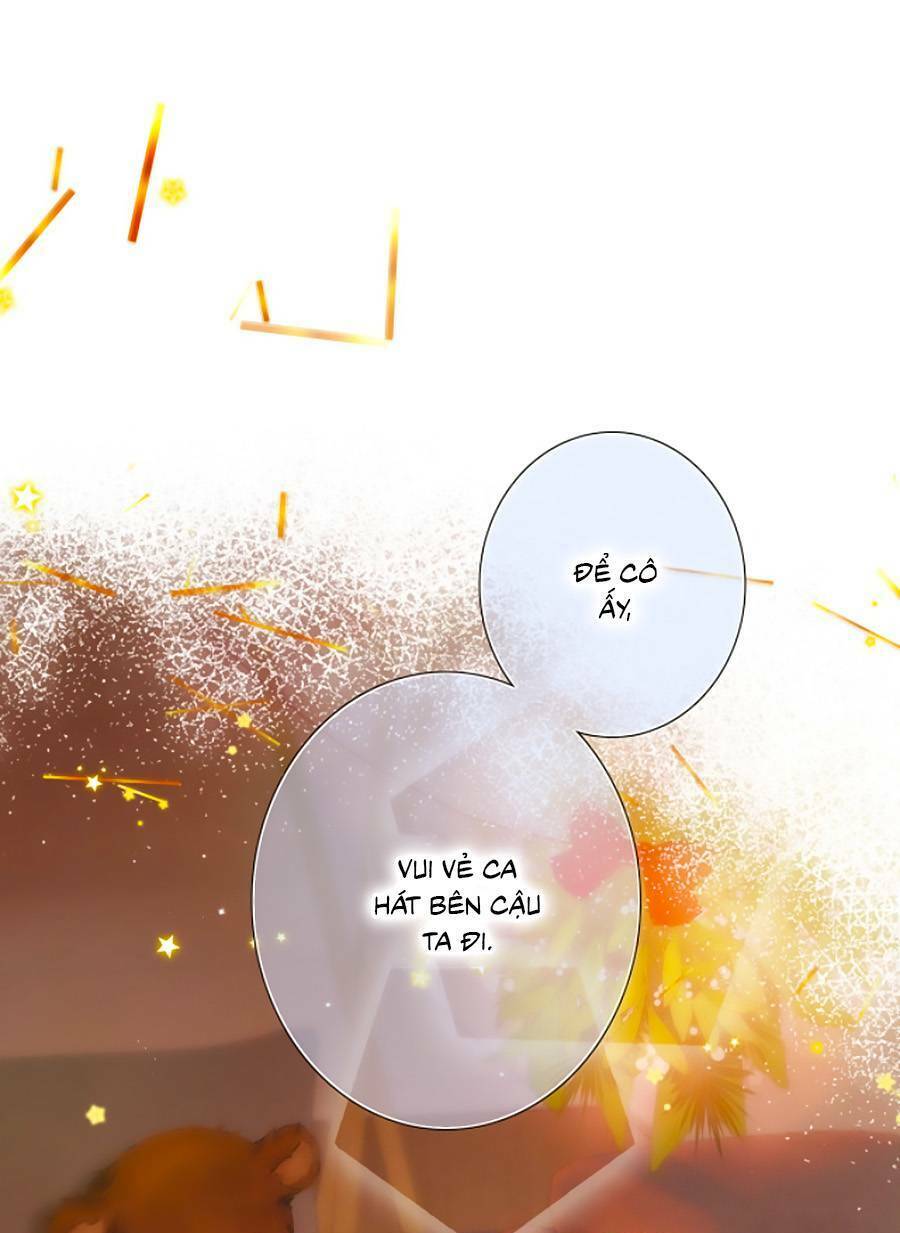 ĐỂ CÔ
ẤY,
VUI VẺ CA
HÁT BÊN CẬU
TA ĐI.